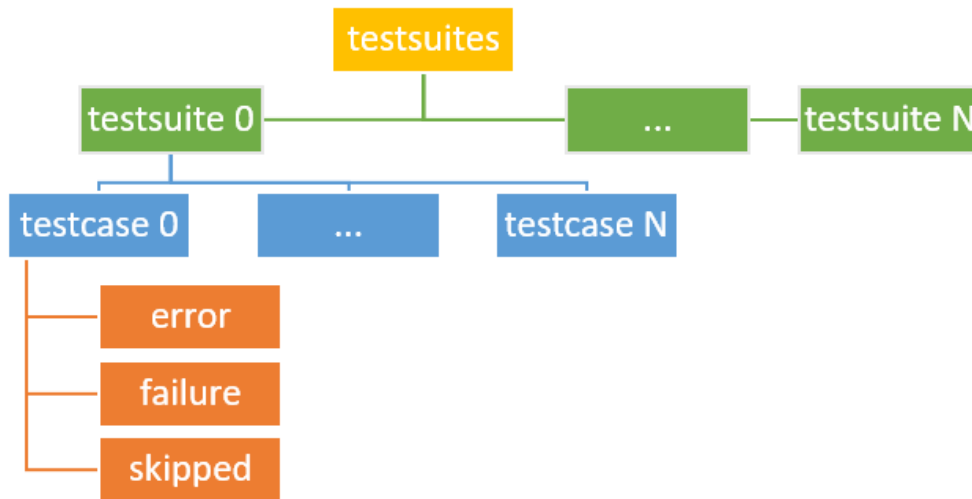 testsuites
testsuite 0
...
testsuite N
testcase 0
...
testcase N
error
failure
skipped